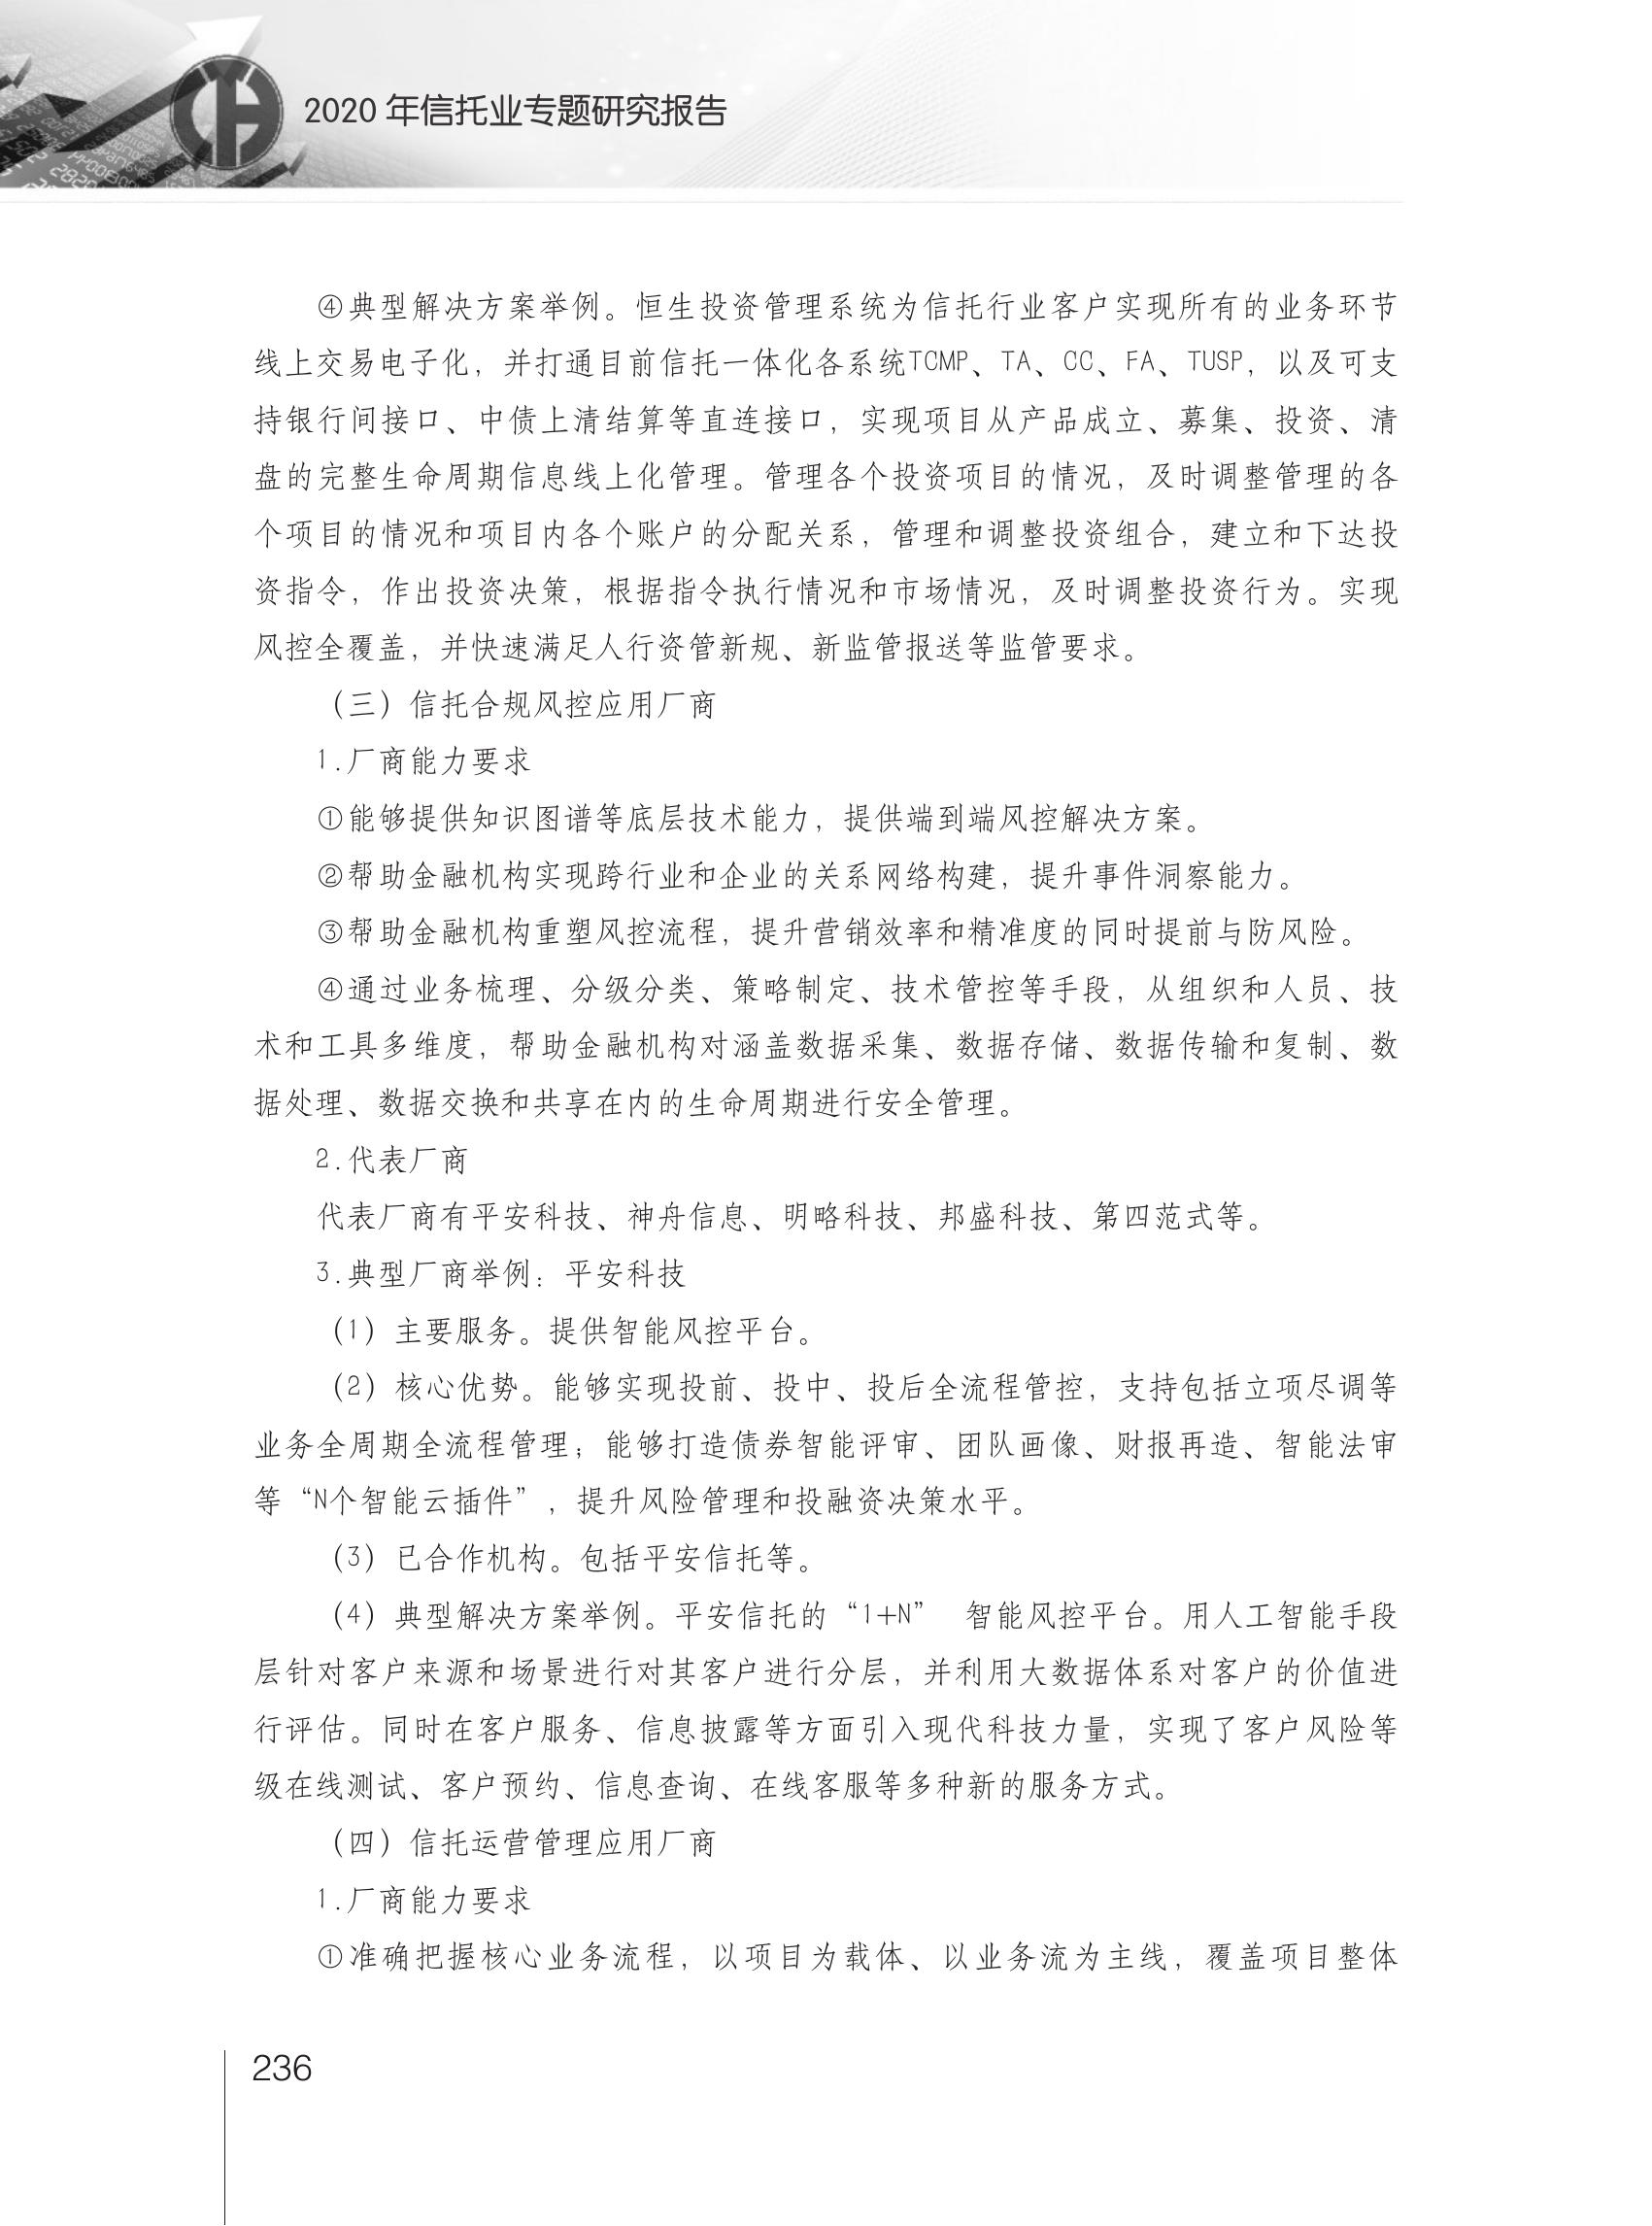 2020 年信托业专题研究报告
④典型解决方案举例。恒生投资管理系统为信托行业客户实现所有的业务环节
线上交易电子化，并打通目前信托一体化各系统TCMP、TA、CC、FA、TUSP，以及可支
持银行间接口、中债上清结算等直连接口，实现项目从产品成立、募集、投资、清
盘的完整生命周期信息线上化管理。管理各个投资项目的情况，及时调整管理的各
个项目的情况和项目内各个账户的分配关系，管理和调整投资组合，建立和下达投
资指令，作出投资决策，根据指令执行情况和市场情况，及时调整投资行为。实现
风控全覆盖，并快速满足人行资管新规、新监管报送等监管要求。
（三）信托合规风控应用厂商
1.厂商能力要求
①能够提供知识图谱等底层技术能力，提供端到端风控解决方案。
②帮助金融机构实现跨行业和企业的关系网络构建，提升事件洞察能力。
③帮助金融机构重塑风控流程，提升营销效率和精准度的同时提前与防风险。
④通过业务梳理、分级分类、策略制定、技术管控等手段，从组织和人员、技
术和工具多维度，帮助金融机构对涵盖数据采集、数据存储、数据传输和复制、数
据处理、数据交换和共享在内的生命周期进行安全管理。
2.代表厂商
代表厂商有平安科技、神舟信息、明略科技、邦盛科技、第四范式等。
3.典型厂商举例：平安科技
（1）主要服务。提供智能风控平台。
（2）核心优势。能够实现投前、投中、投后全流程管控，支持包括立项尽调等
业务全周期全流程管理；能够打造债券智能评审、团队画像、财报再造、智能法审
等“N个智能云插件”，提升风险管理和投融资决策水平。
（3）已合作机构。包括平安信托等。
（4）典型解决方案举例。平安信托的“1+N” 智能风控平台。用人工智能手段
层针对客户来源和场景进行对其客户进行分层，并利用大数据体系对客户的价值进
行评估。同时在客户服务、信息披露等方面引入现代科技力量，实现了客户风险等
级在线测试、客户预约、信息查询、在线客服等多种新的服务方式。
（四）信托运营管理应用厂商
1.厂商能力要求
①准确把握核心业务流程，以项目为载体、以业务流为主线，覆盖项目整体
236